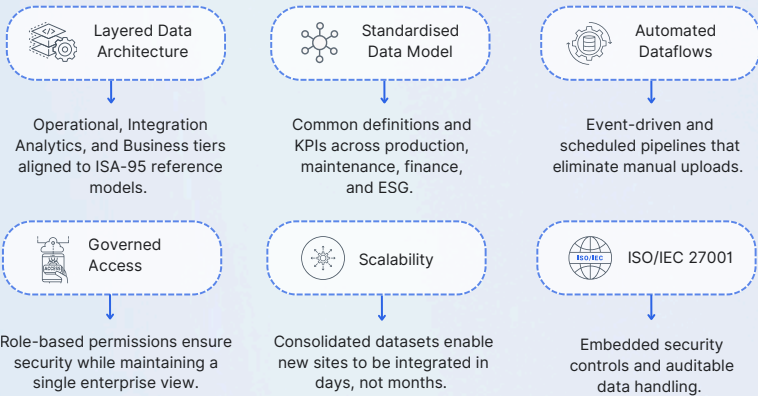 Layered Data
Architecture
Operational, Integration
Analytics, and Business tiers
aligned to ISA-95 reference
models.
Standardised
Data Model
Common definitions and
KPIs across production,
maintenance, finance,
and ESG.
Automated
Dataflows
Event-driven and
scheduled pipelines that
eliminate manual uploads.
ACCESS
Governed
Access
Role-based permissions ensure
security while maintaining a
single enterprise view.
Scalability
Consolidated datasets enable
new sites to be integrated in
days, not months.
ISO/IEC
ISO/IEC 27001
Embedded security
controls and auditable
data handling.